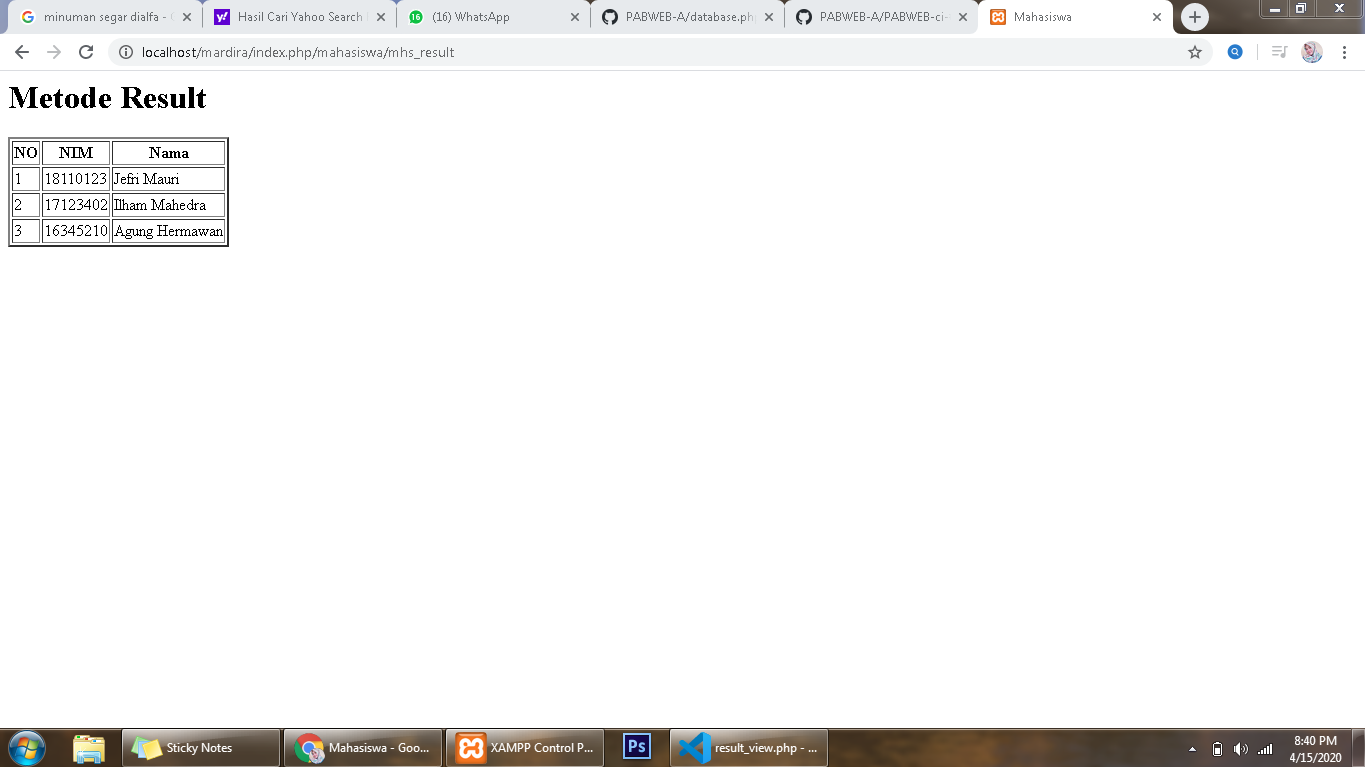 minuman segar dialfa - G
Hasil Cari Yahoo Search
(16) WhatsApp
PABWEB-A/database.ph
PABWEB-A/PABWEB-ci-
Mahasiswa
localhost/mardira/index.php/mahasiswa/mhs_result
Metode Result
NO NIM Nama
1 18110123 Jefri Mauri
2 17123402 Ilham Mahedra
3 16345210 Agung Hermawan
Sticky Notes
Mahasiswa - Goo...
XAMPP Control P...
Ps
result_view.php - ...
8:40 PM
4/15/2020